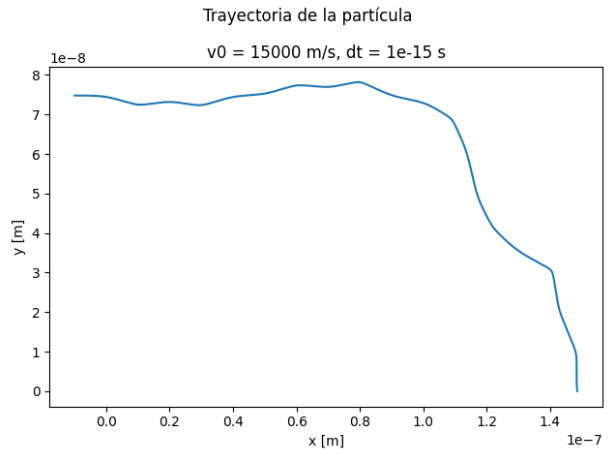 Trayectoria de la partícula
v0 = 15000 m/s, dt = 1e-15 s
1e−8
8
7
6
5
4
3
2
1
0
y [m]
0.0 0.2 0.4 0.6 0.8 1.0 1.2 1.4
x [m]
1e−7